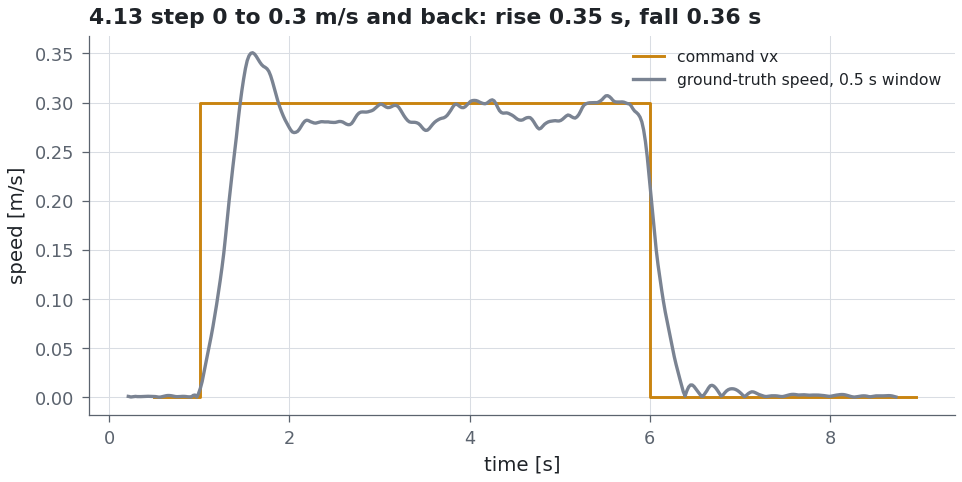 4.13 step 0 to 0.3 m/s and back: rise 0.35 s, fall 0.36 s
command vx
ground-truth speed, 0.5 s window
speed [m/s]
0.35
0.30
0.25
0.20
0.15
0.10
0.05
0.00
0 2 4 6 8
time [s]